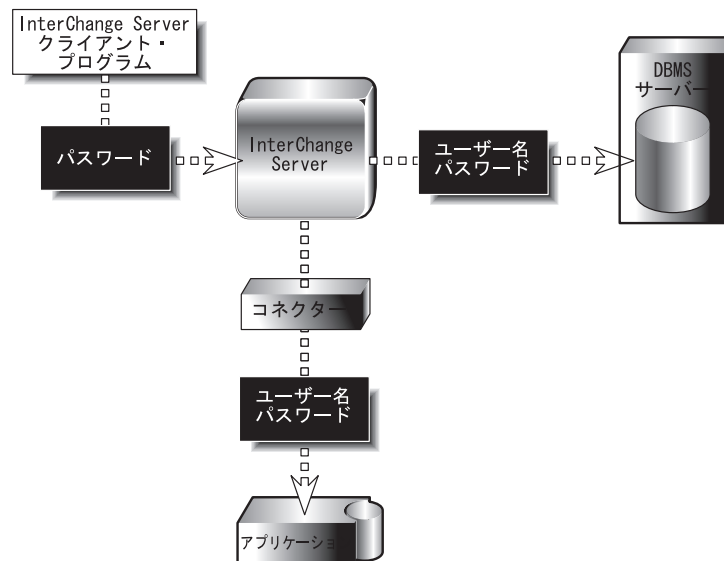 InterChange Server
クライアント・
プログラム
パスワード
InterChange
Server
ユーザー名
パスワード
DBMS
サーバー
コネクター
ユーザー名
パスワード
アプリケーショ